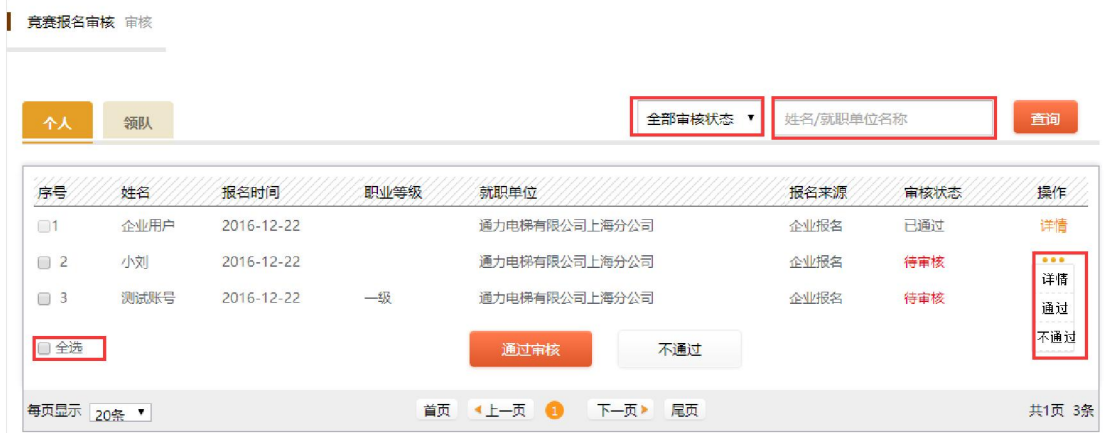 竞赛报名审核 审核
个人 领队 全部审核状态 姓名/就职单位名称 查询
序号 姓名 报名时间 职业等级 就职单位 报名来源 审核状态 操作
1 企业用户 2016-12-22 通力电梯有限公司上海分公司 企业报名 已通过 详情
2 小刘 2016-12-22 通力电梯有限公司上海分公司 企业报名 待审核
详情
3 测试账号 2016-12-22 一级 通力电梯有限公司上海分公司 企业报名 待审核 通过
全选 通过审核 不通过 不通过
每页显示 20条 首页 上一页 1 下一页 尾页 共1页 3条